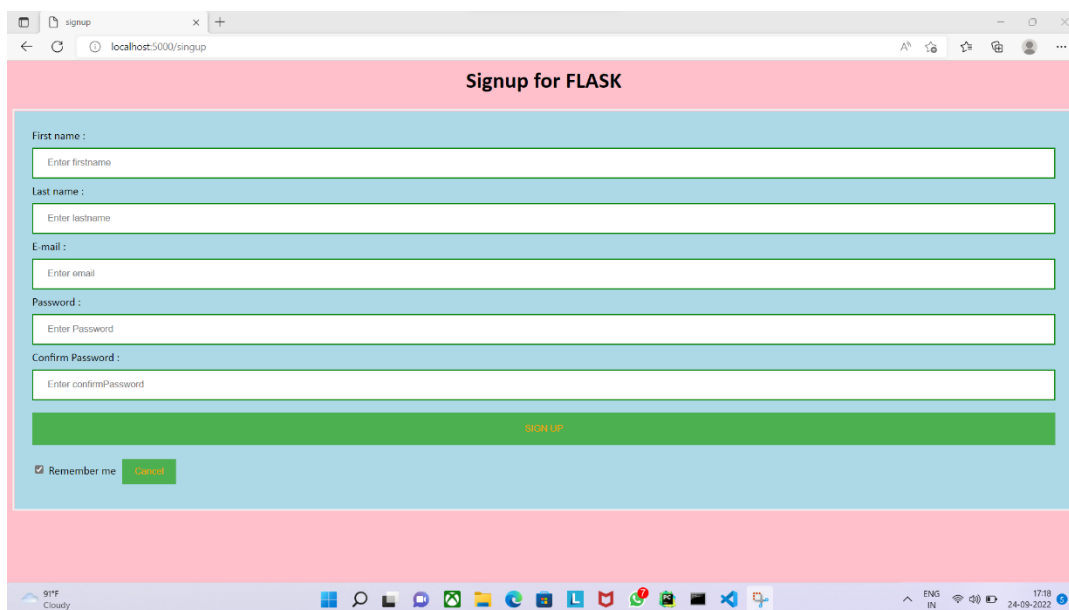 signup
localhost:5000/singup
Signup for FLASK
First name :
Enter firstname
Last name :
Enter lastname
E-mail :
Enter email
Password :
Enter Password
Confirm Password :
Enter confirmPassword
SIGN UP
Remember me Cancel
91°F
Cloudy
ENG
IN
17:18
24-09-2022
5
7